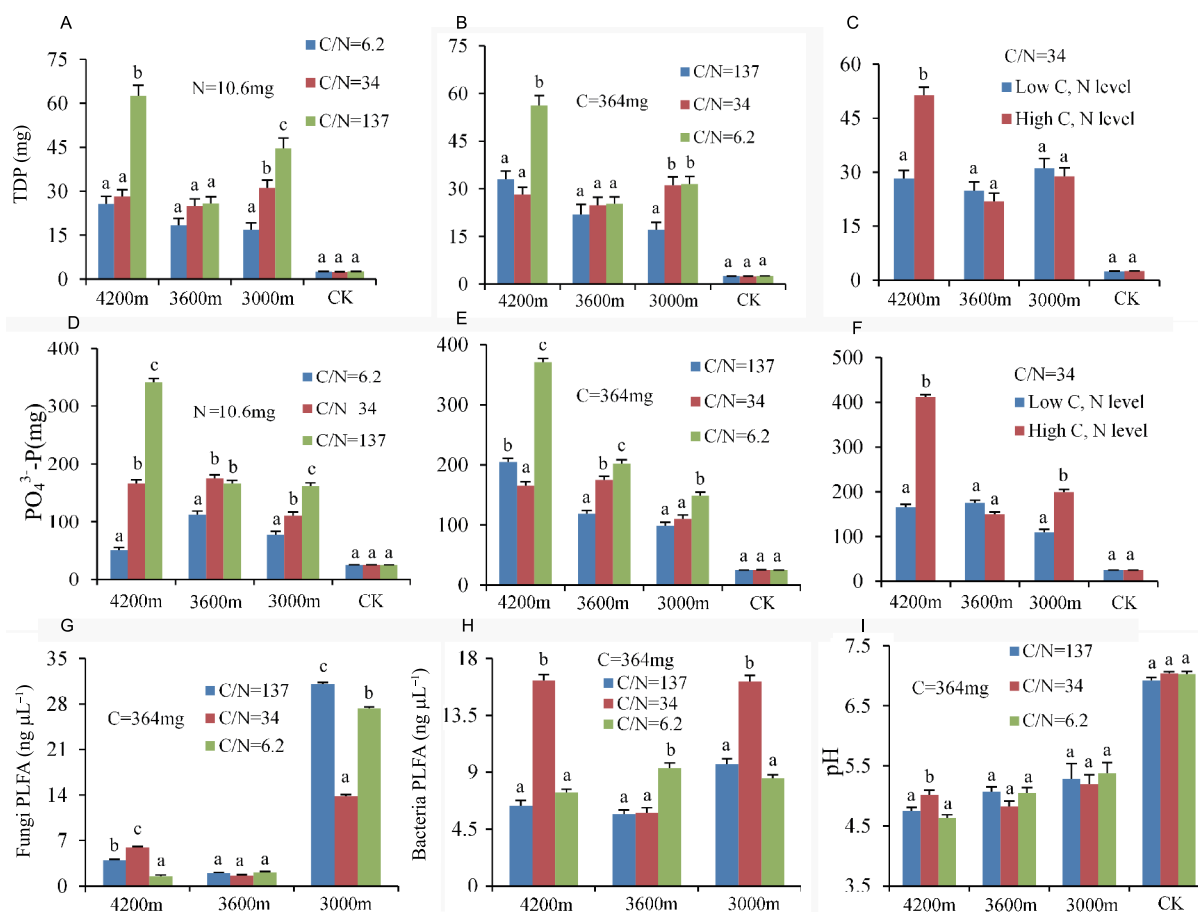 A
C/N=6.2
C/N=34
C/N=137
N=10.6mg
TDP (mg)
75
60
45
30
15
0
a a b
a a a
a b c
a a a
4200m 3600m 3000m CK
B
C/N=137
C/N=34
C/N=6.2
C=364mg
75
60
45
30
15
0
a a b
a a a
a b b
a a a
4200m 3600m 3000m CK
C
C/N=34
Low C, N level
High C, N level
60
45
30
15
0
a b
a a
a a
a a
4200m 3600m 3000m CK
D
C/N=6.2
C/N 34
C/N=137
N=10.6mg
PO₄³⁻-P(mg)
400
300
200
100
0
a b c
a b b
a b c
a a a
4200m 3600m 3000m CK
E
C/N=137
C/N=34
C/N=6.2
C=364mg
400
300
200
100
0
b a c
a b c
a a b
a a a
4200m 3600m 3000m CK
F
C/N=34
Low C, N level
High C, N level
500
400
300
200
100
0
a b
a a
a b
a a
4200m 3600m 3000m CK
G
C/N=137
C/N=34
C/N=6.2
C=364mg
Fungi PLFA (ng μL⁻¹)
35
28
21
14
7
0
b c a
a a a
c a b
4200m 3600m 3000m
H
C=364mg
C/N=137
C/N=34
C/N=6.2
Bacteria PLFA (ng μL⁻¹)
18
13.5
9
4.5
0
a b a
a a b
a b a
4200m 3600m 3000m
I
C/N=137
C/N=34
C/N=6.2
C=364mg
pH
7.5
6.5
5.5
4.5
3.5
a b a
a a a
a a a
a a a
4200m 3600m 3000m CK